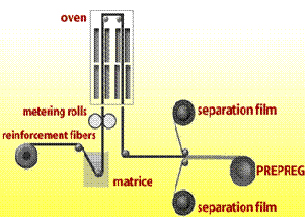 oven
metering rolls
separation film
reinforcement fibers
matrice
PREPREG
separation film